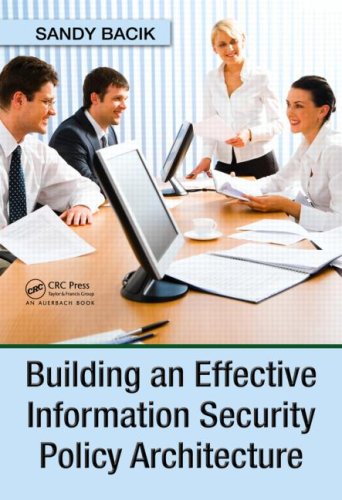 SANDY BACIK
CRC
CRC Press
Taylor & Francis Group
AN AUERBACH BOOK
Building an Effective
Information Security
Policy Architecture